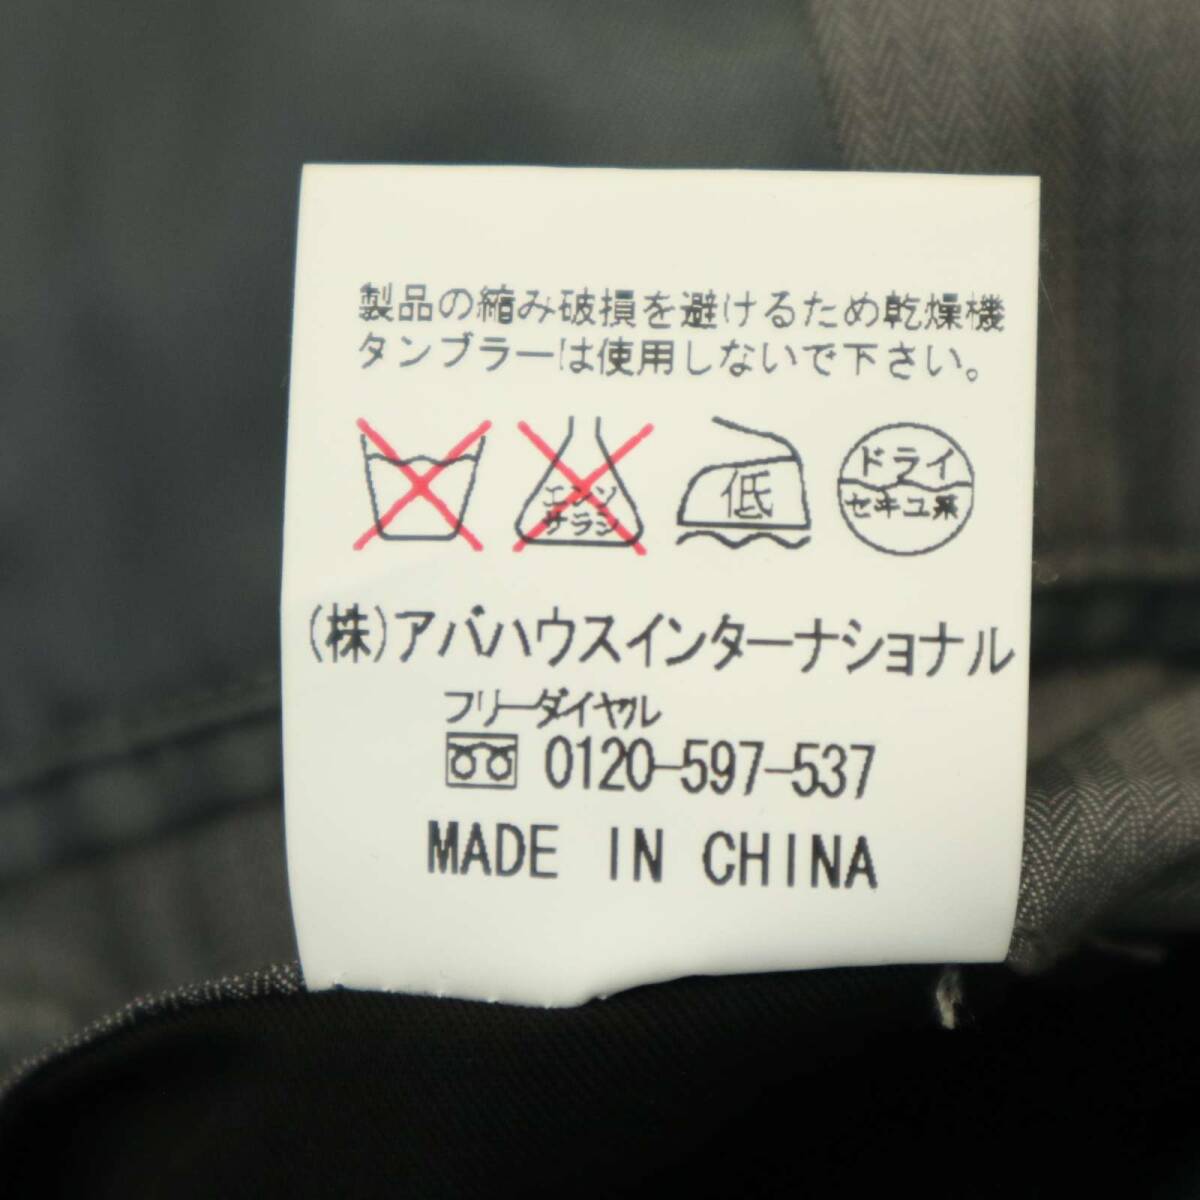 製品の縮み破損を避けるため乾燥機
タンブラーは使用しないで下さい。
エンソ
サラシ
低
ドライ
セキユ系
(株)アバハウスインターナショナル
フリーダイヤル
0120-597-537
MADE IN CHINA